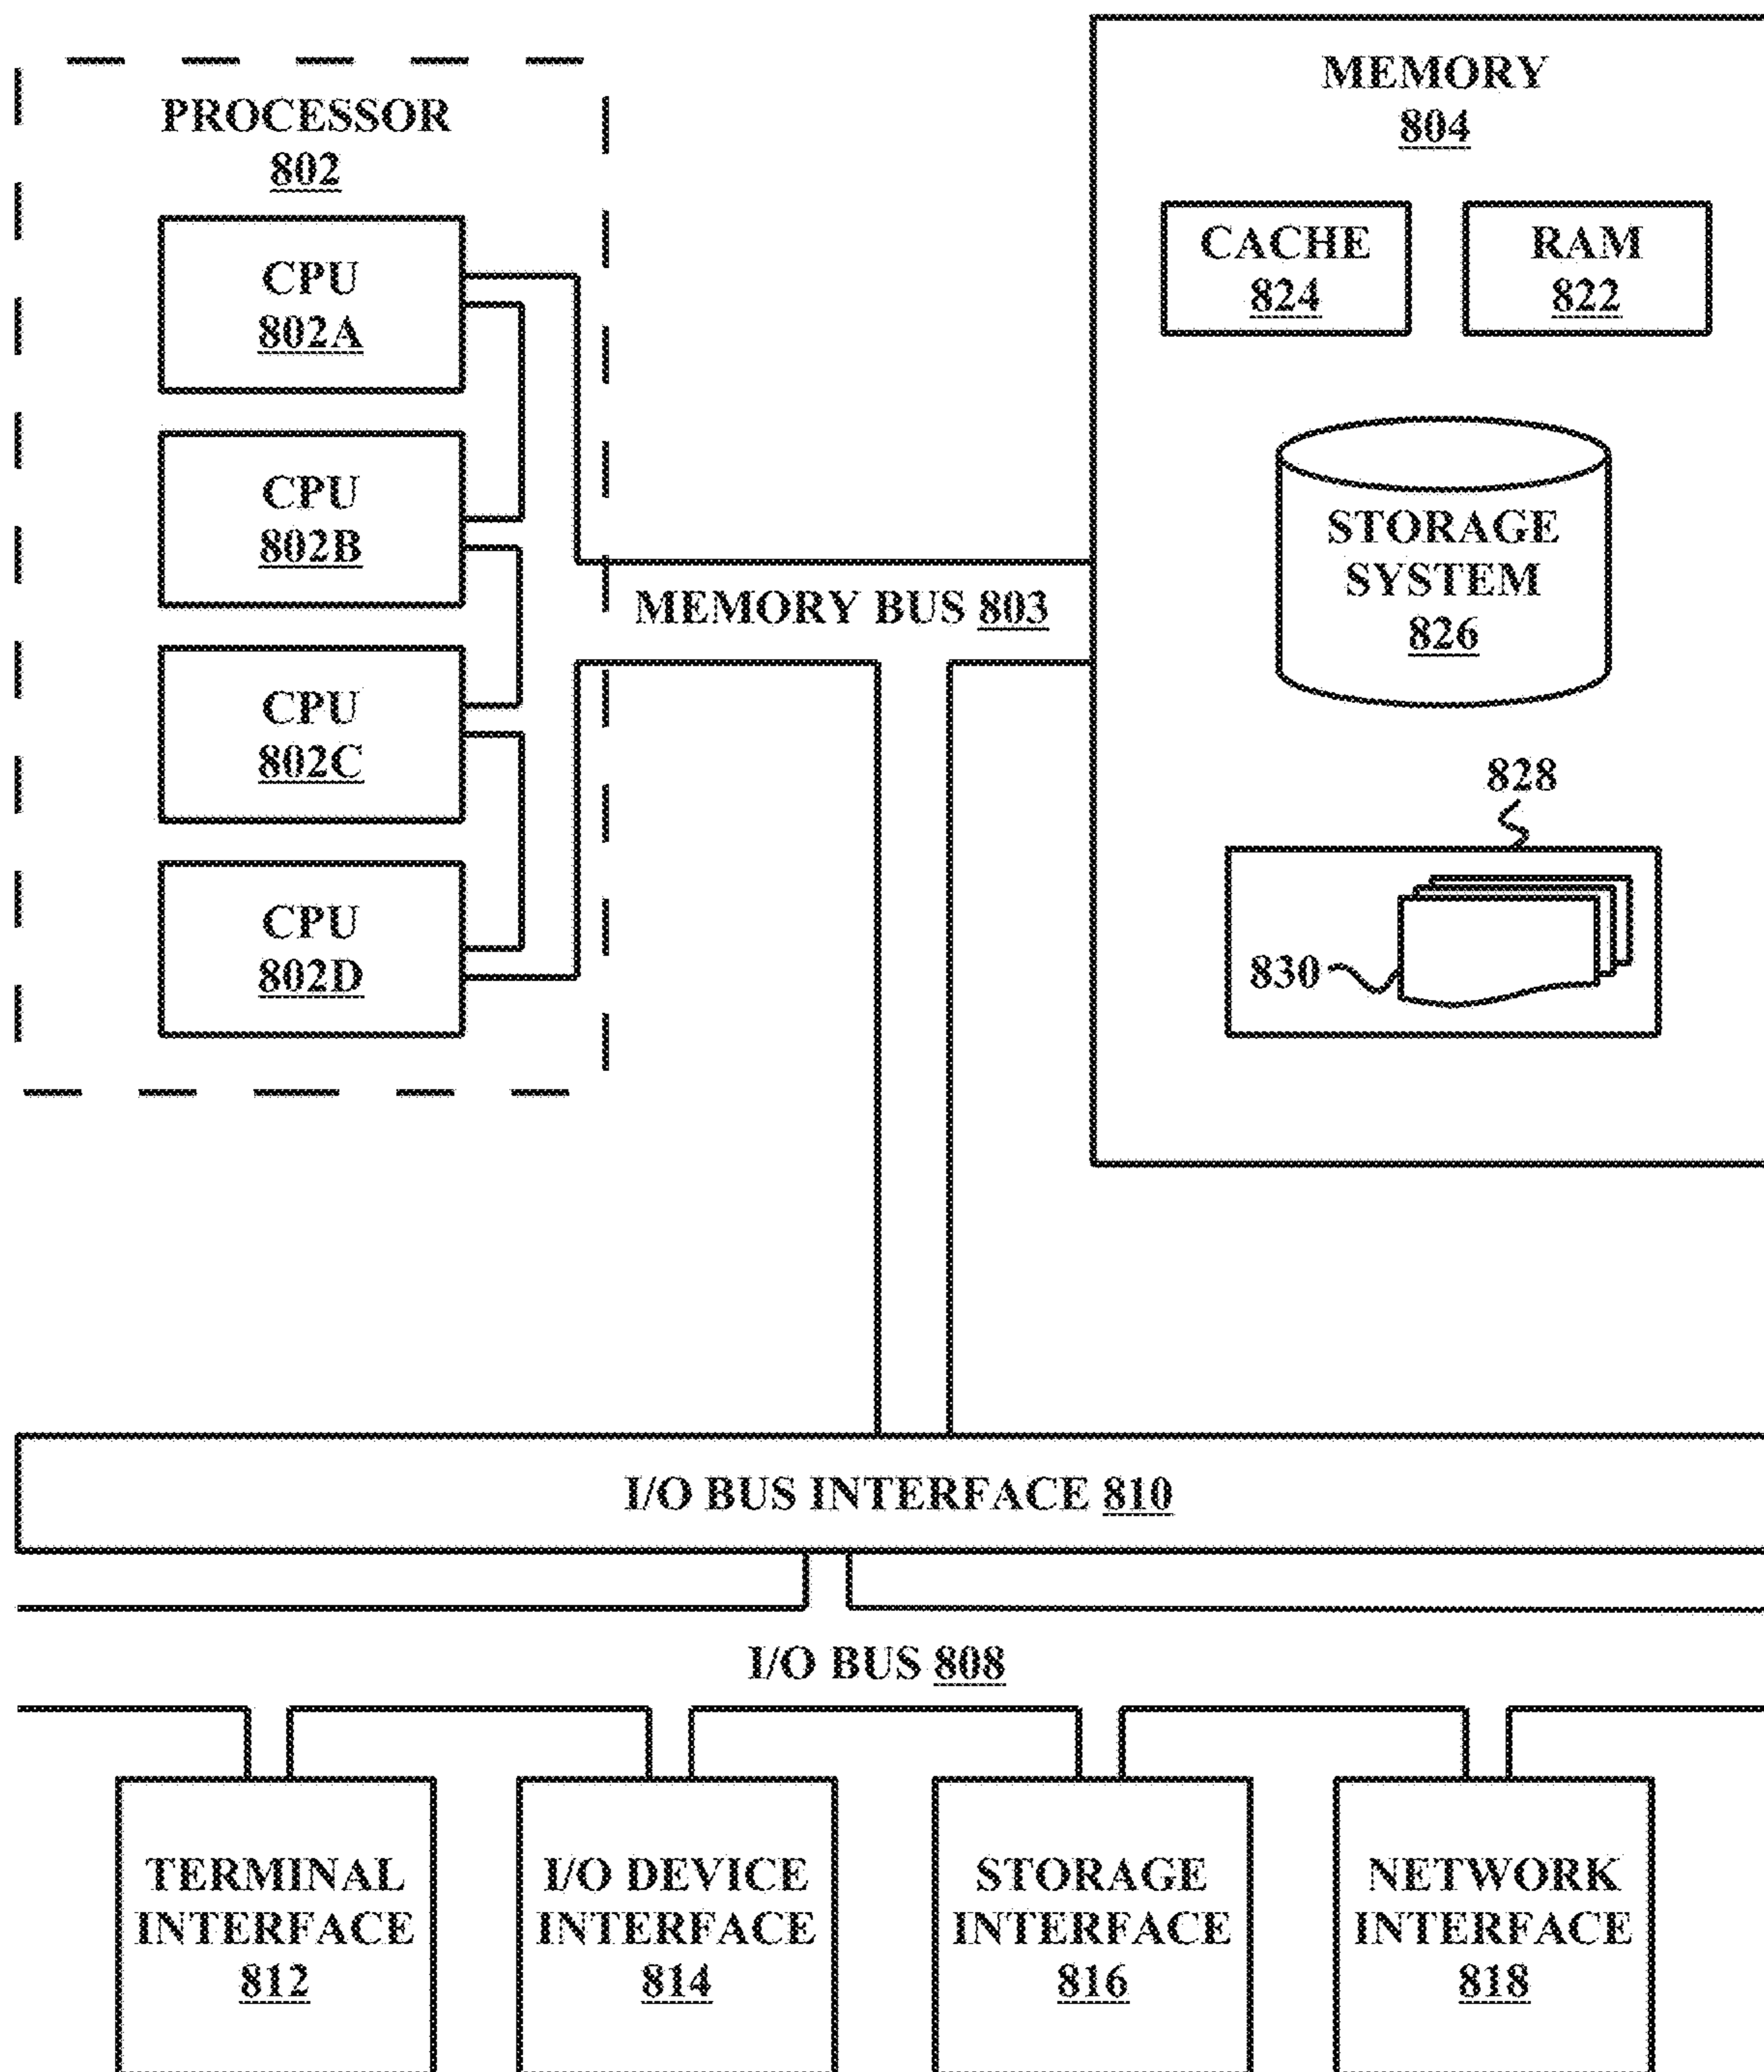 PROCESSOR
802
CPU
802A
CPU
802B
CPU
802C
CPU
802D
MEMORY BUS 803
MEMORY
804
CACHE
824
RAM
822
STORAGE
SYSTEM
826
828
830
I/O BUS INTERFACE 810
I/O BUS 808
TERMINAL
INTERFACE
812
I/O DEVICE
INTERFACE
814
STORAGE
INTERFACE
816
NETWORK
INTERFACE
818